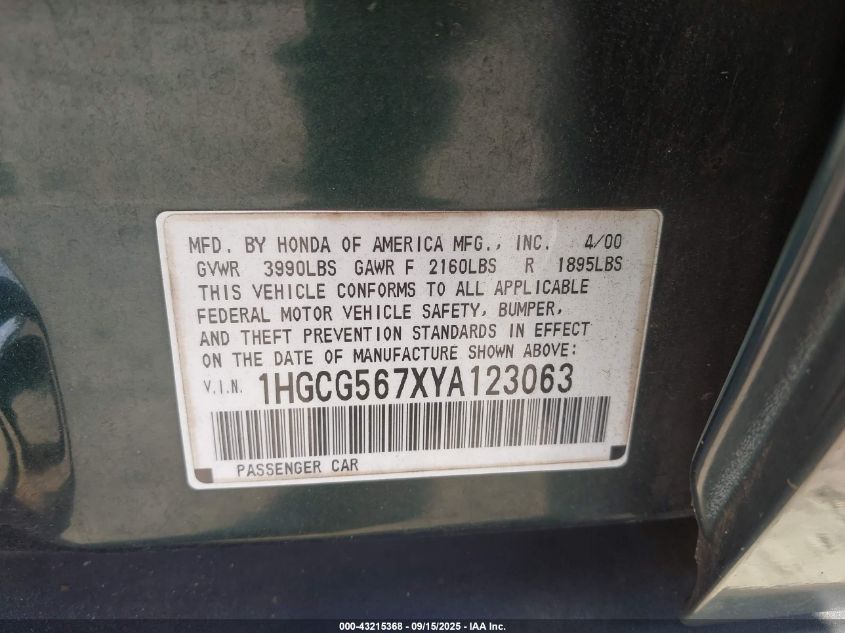 MFD. BY HONDA OF AMERICA MFG., INC. 4/00
GVWR 3990LBS GAWR F 2160LBS R 1895LBS
THIS VEHICLE CONFORMS TO ALL APPLICABLE
FEDERAL MOTOR VEHICLE SAFETY, BUMPER,
AND THEFT PREVENTION STANDARDS IN EFFECT
ON THE DATE OF MANUFACTURE SHOWN ABOVE:
V.I.N. 1HGCG567XYA123063
PASSENGER CAR
000-43215368 - 09/15/2025 - IAA Inc.